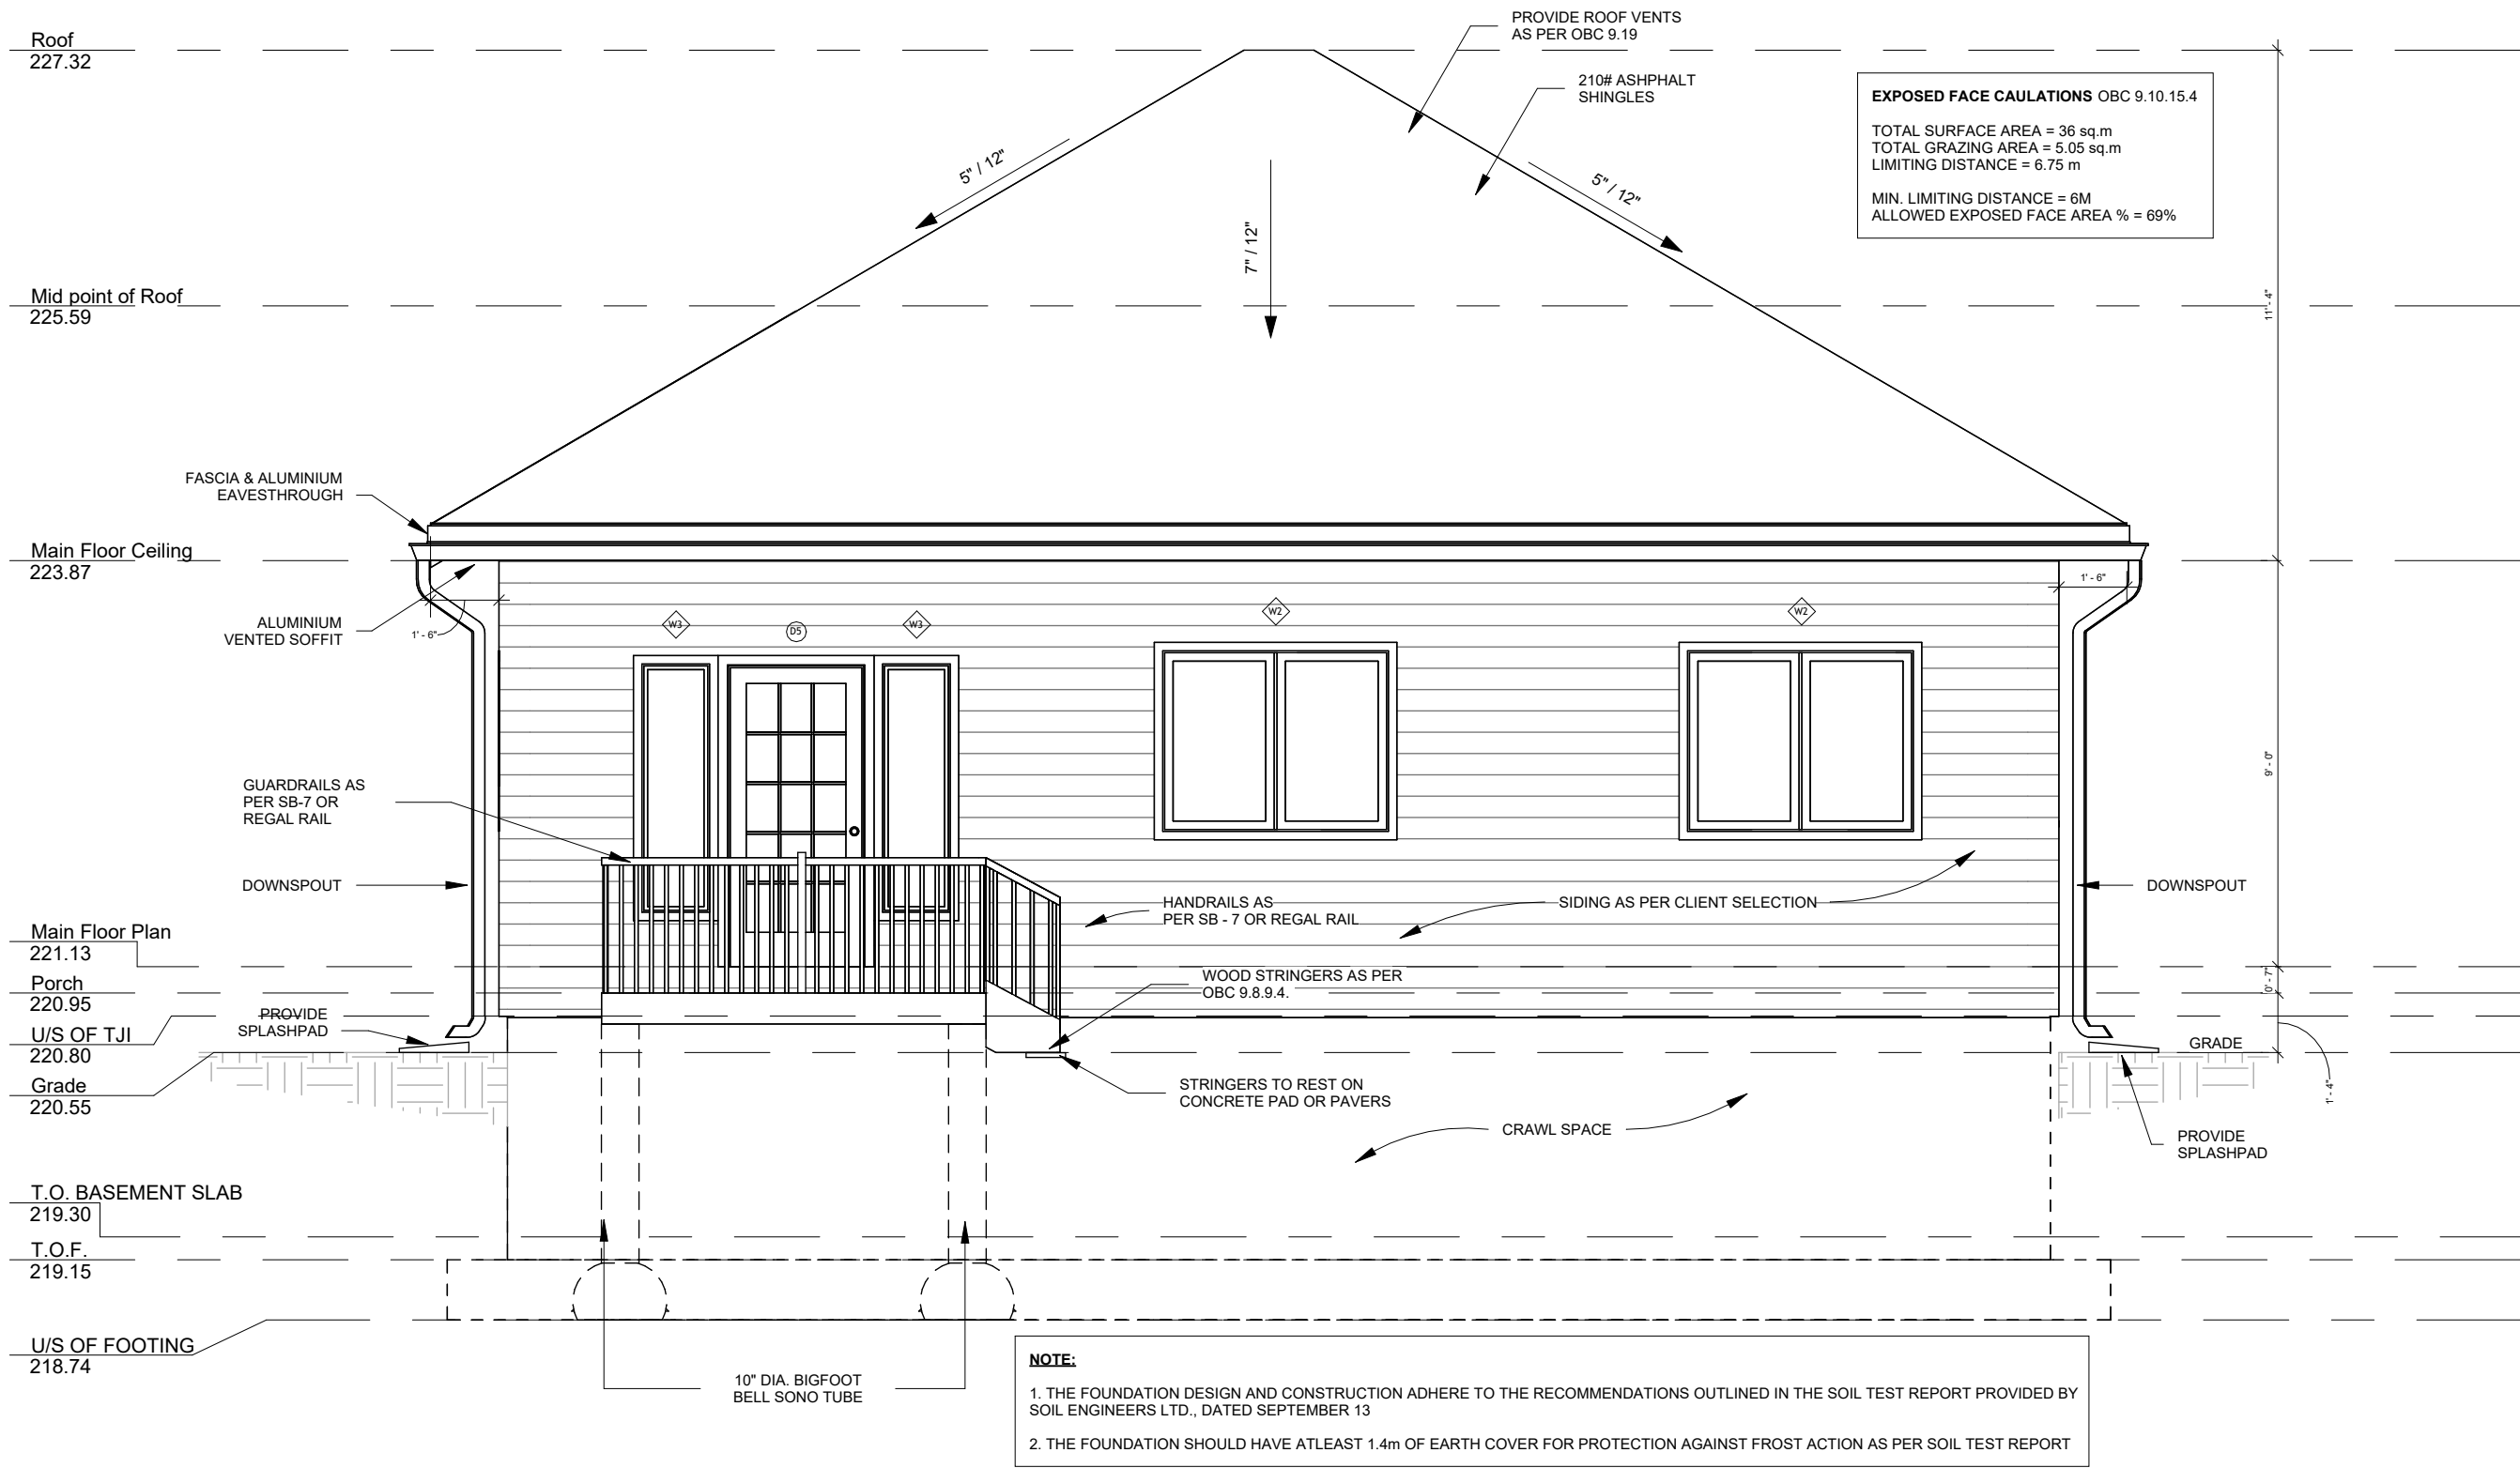 Roof
227.32
PROVIDE ROOF VENTS
AS PER OBC 9.19
210# ASHPHALT
SHINGLES
EXPOSED FACE CAULATIONS OBC 9.10.15.4
TOTAL SURFACE AREA = 36 sq.m
TOTAL GRAZING AREA = 5.05 sq.m
LIMITING DISTANCE = 6.75 m
MIN. LIMITING DISTANCE = 6M
ALLOWED EXPOSED FACE AREA % = 69%
5" / 12"
5" / 12"
7" / 12"
Mid point of Roof
225.59
11' - 4"
FASCIA & ALUMINIUM
EAVESTHROUGH
Main Floor Ceiling
223.87
ALUMINIUM
VENTED SOFFIT
1' - 6"
1' - 6"
W3
D5
W3
W2
W2
9' - 0"
GUARDRAILS AS
PER SB-7 OR
REGAL RAIL
DOWNSPOUT
DOWNSPOUT
HANDRAILS AS
PER SB - 7 OR REGAL RAIL
SIDING AS PER CLIENT SELECTION
Main Floor Plan
221.13
Porch
220.95
WOOD STRINGERS AS PER
OBC 9.8.9.4.
0' - 7"
PROVIDE
SPLASHPAD
U/S OF TJI
220.80
GRADE
Grade
220.55
STRINGERS TO REST ON
CONCRETE PAD OR PAVERS
1' - 4"
CRAWL SPACE
PROVIDE
SPLASHPAD
T.O. BASEMENT SLAB
219.30
T.O.F.
219.15
U/S OF FOOTING
218.74
10" DIA. BIGFOOT
BELL SONO TUBE
NOTE:
1. THE FOUNDATION DESIGN AND CONSTRUCTION ADHERE TO THE RECOMMENDATIONS OUTLINED IN THE SOIL TEST REPORT PROVIDED BY
SOIL ENGINEERS LTD., DATED SEPTEMBER 13
2. THE FOUNDATION SHOULD HAVE ATLEAST 1.4m OF EARTH COVER FOR PROTECTION AGAINST FROST ACTION AS PER SOIL TEST REPORT